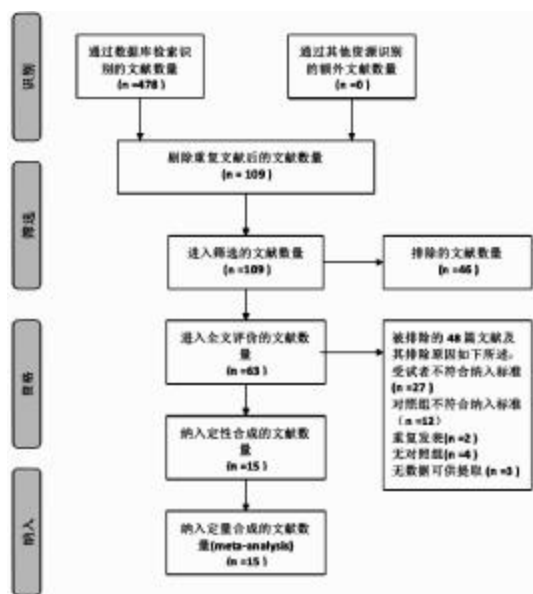 识别
通过数据库检索识
别的文献数量
(n =478 )
通过其他资源识别
的额外文献数量
(n =0)
剔除重复文献后的文献数量
(n = 109)
筛选
进入筛选的文献数量
(n =109)
排除的文献数量
(n =46)
资格
进入全文评价的文献数
量
(n =63)
被排除的 48 篇文献及
其排除原因如下所述:
受试者不符合纳入标准
(n =27)
对照组不符合纳入标准
(n =12)
重复发表(n =2)
无对照组(n =4)
无数据可供提取 (n =3)
纳入定性合成的文献数
量
(n =15)
纳入
纳入定量合成的文献数
量(meta-analysis)
(n =15)